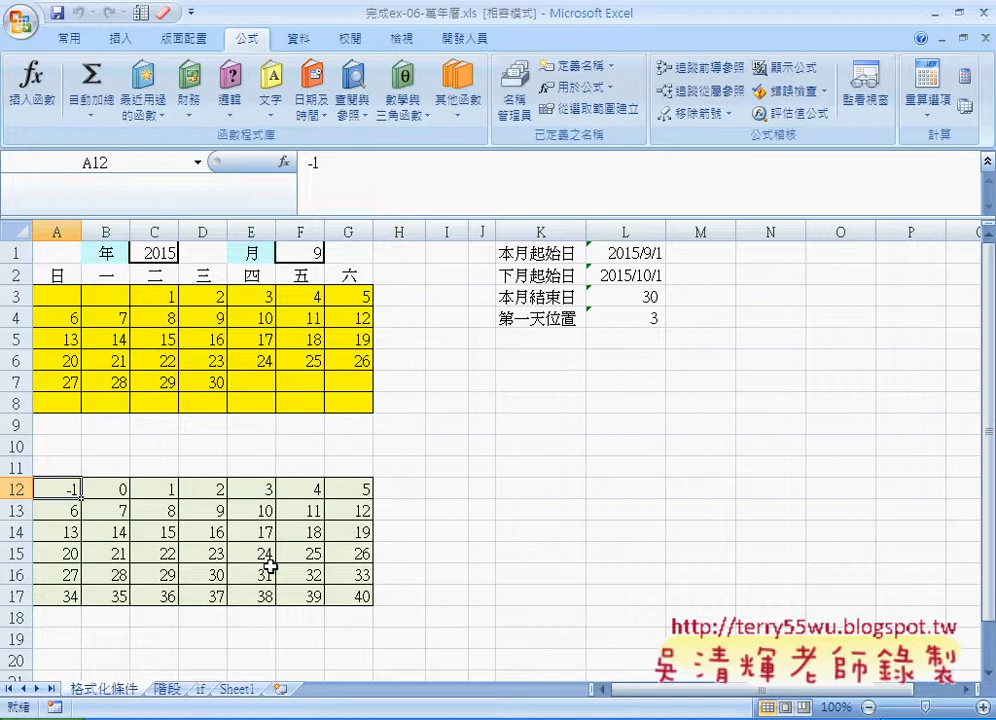 完成ex-06-萬年曆.xls [相容模式] - Microsoft Excel
常用 插入 版面配置 公式 資料 校閱 檢視 開發人員
fx Σ ? A θ
插入函數 自動加總 最近用過的函數 財務 邏輯 文字 日期及時間 查閱與參照 數學與三角函數 其他函數
函數程式庫
名稱管理員 定義名稱 用於公式 從選取範圍建立
已定義之名稱
追蹤前導參照 追蹤從屬參照 移除箭號 顯示公式 錯誤檢查 評估值公式 監看視窗
公式稽核
重算選項
計算
A12 fx -1
A B C D E F G H I J K L M N O P
1 年 2015 月 9 本月起始日 2015/9/1
2 日 一 二 三 四 五 六 下月起始日 2015/10/1
3 1 2 3 4 5 本月結束日 30
4 6 7 8 9 10 11 12 第一天位置 3
5 13 14 15 16 17 18 19
6 20 21 22 23 24 25 26
7 27 28 29 30
8
9
10
11
12 -1 0 1 2 3 4 5
13 6 7 8 9 10 11 12
14 13 14 15 16 17 18 19
15 20 21 22 23 24 25 26
16 27 28 29 30 31 32 33
17 34 35 36 37 38 39 40
18
19
20
http://terry55wu.blogspot.tw
吳清輝老師錄製
格式化條件 階段 if Sheet1
就緒 100%